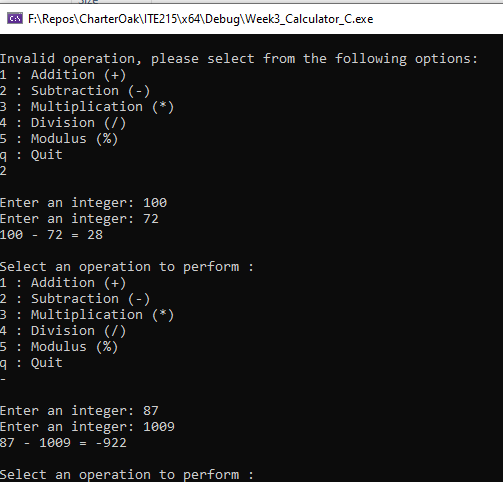 F:\Repos\CharterOak\ITE215\x64\Debug\Week3_Calculator_C.exe
Invalid operation, please select from the following options:
1 : Addition (+)
2 : Subtraction (-)
3 : Multiplication (*)
4 : Division (/)
5 : Modulus (%)
q : Quit
2
Enter an integer: 100
Enter an integer: 72
100 - 72 = 28
Select an operation to perform :
1 : Addition (+)
2 : Subtraction (-)
3 : Multiplication (*)
4 : Division (/)
5 : Modulus (%)
q : Quit
-
Enter an integer: 87
Enter an integer: 1009
87 - 1009 = -922
Select an operation to perform :